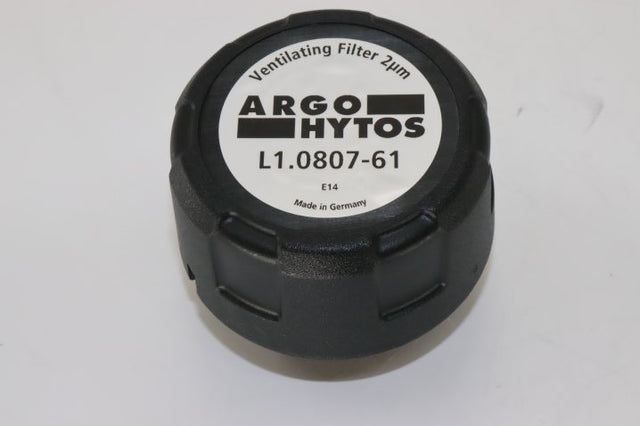 Ventilating Filter 2µm
ARGO
HYTOS
L1.0807-61
E14
Made in Germany